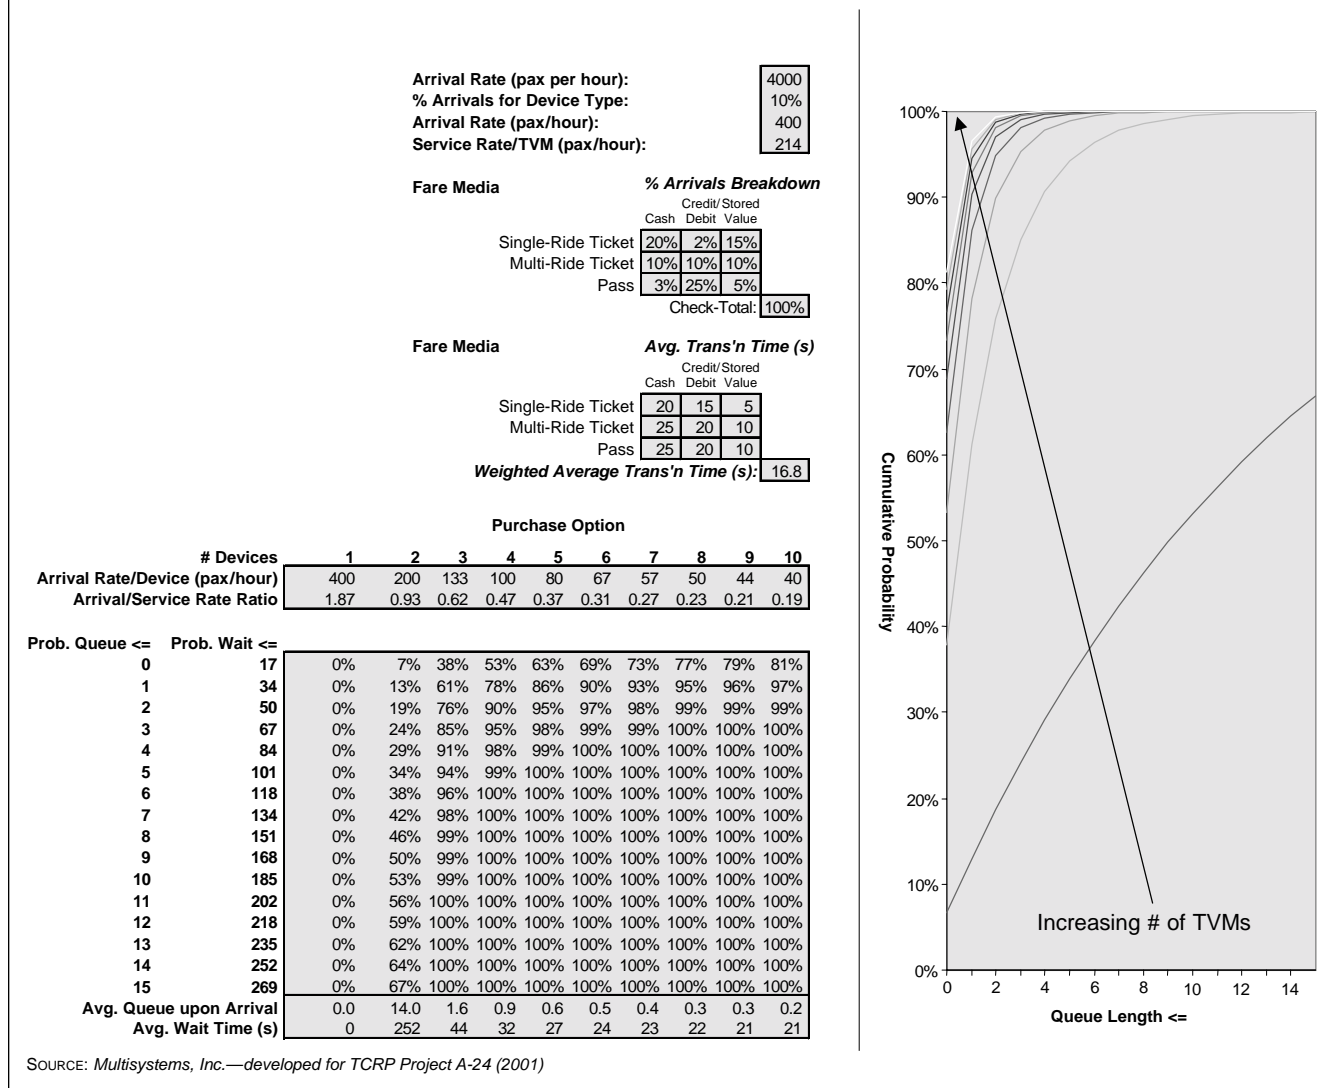 Arrival Rate (pax per hour): 4000
% Arrivals for Device Type: 10%
Arrival Rate (pax/hour): 400
Service Rate/TVM (pax/hour): 214
Fare Media % Arrivals Breakdown
Credit/ Stored
Cash Debit Value
Single-Ride Ticket 20% 2% 15%
Multi-Ride Ticket 10% 10% 10%
Pass 3% 25% 5%
Check-Total: 100%
Fare Media Avg. Trans'n Time (s)
Credit/ Stored
Cash Debit Value
Single-Ride Ticket 20 15 5
Multi-Ride Ticket 25 20 10
Pass 25 20 10
Weighted Average Trans'n Time (s): 16.8
Purchase Option
# Devices 1 2 3 4 5 6 7 8 9 10
Arrival Rate/Device (pax/hour) 400 200 133 100 80 67 57 50 44 40
Arrival/Service Rate Ratio 1.87 0.93 0.62 0.47 0.37 0.31 0.27 0.23 0.21 0.19
Prob. Queue <= Prob. Wait <=
0 17 0% 7% 38% 53% 63% 69% 73% 77% 79% 81%
1 34 0% 13% 61% 78% 86% 90% 93% 95% 96% 97%
2 50 0% 19% 76% 90% 95% 97% 98% 99% 99% 99%
3 67 0% 24% 85% 95% 98% 99% 99% 100% 100% 100%
4 84 0% 29% 91% 98% 99% 100% 100% 100% 100% 100%
5 101 0% 34% 94% 99% 100% 100% 100% 100% 100% 100%
6 118 0% 38% 96% 100% 100% 100% 100% 100% 100% 100%
7 134 0% 42% 98% 100% 100% 100% 100% 100% 100% 100%
8 151 0% 46% 99% 100% 100% 100% 100% 100% 100% 100%
9 168 0% 50% 99% 100% 100% 100% 100% 100% 100% 100%
10 185 0% 53% 99% 100% 100% 100% 100% 100% 100% 100%
11 202 0% 56% 100% 100% 100% 100% 100% 100% 100% 100%
12 218 0% 59% 100% 100% 100% 100% 100% 100% 100% 100%
13 235 0% 62% 100% 100% 100% 100% 100% 100% 100% 100%
14 252 0% 64% 100% 100% 100% 100% 100% 100% 100% 100%
15 269 0% 67% 100% 100% 100% 100% 100% 100% 100% 100%
Avg. Queue upon Arrival 0.0 14.0 1.6 0.9 0.6 0.5 0.4 0.3 0.3 0.2
Avg. Wait Time (s) 0 252 44 32 27 24 23 22 21 21
SOURCE: Multisystems, Inc.—developed for TCRP Project A-24 (2001)
Cumulative Probability
100%
90%
80%
70%
60%
50%
40%
30%
20%
10%
0%
Increasing # of TVMs
0 2 4 6 8 10 12 14
Queue Length <=